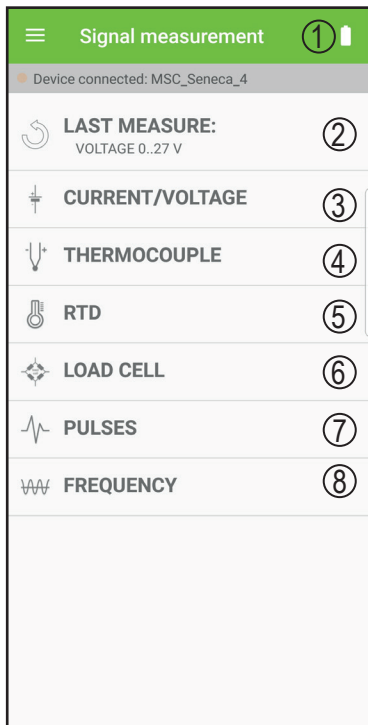 Signal measurement ①
Device connected: MSC_Seneca_4
LAST MEASURE: ②
VOLTAGE 0..27 V
CURRENT/VOLTAGE ③
THERMOCOUPLE ④
RTD ⑤
LOAD CELL ⑥
PULSES ⑦
FREQUENCY ⑧